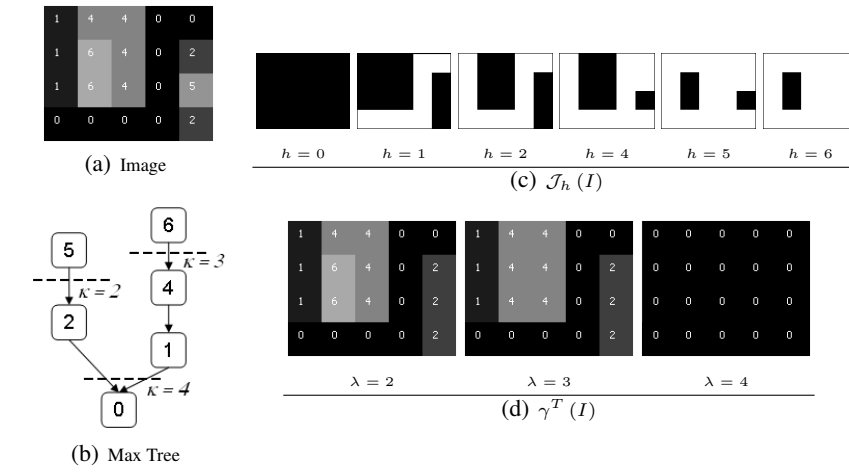 1 4 4 0 0
1 6 4 0 2
1 6 4 0 5
0 0 0 0 2
(a) Image
h = 0 h = 1 h = 2 h = 4 h = 5 h = 6
(c) 𝒥h (I)
6
5
κ = 3
κ = 2
4
2
1
κ = 4
0
(b) Max Tree
1 4 4 0 0 1 4 4 0 0 0 0 0 0 0
1 6 4 0 2 1 4 4 0 2 0 0 0 0 0
1 6 4 0 2 1 4 4 0 2 0 0 0 0 0
0 0 0 0 2 0 0 0 0 2 0 0 0 0 0
λ = 2 λ = 3 λ = 4
(d) γT (I)